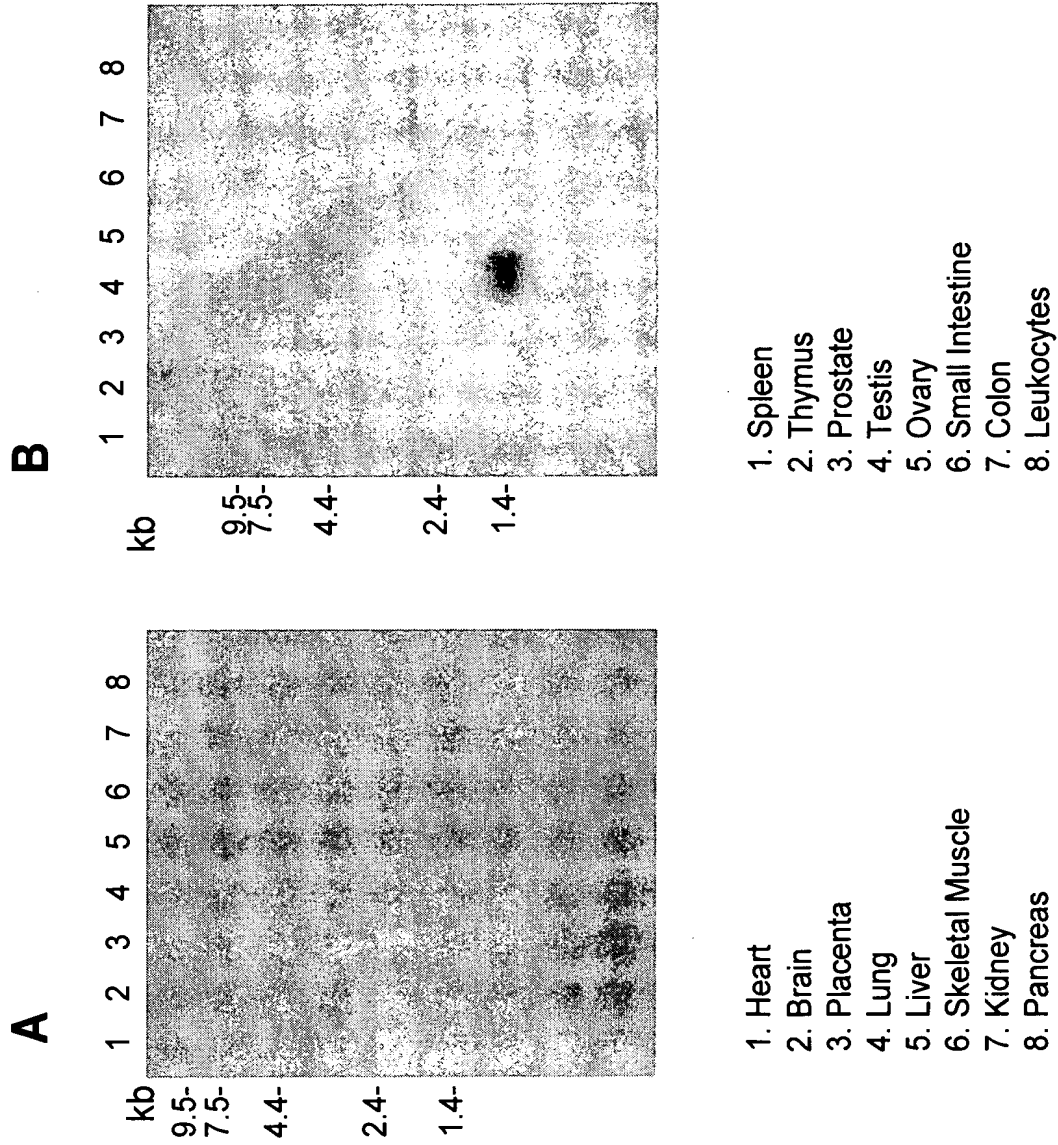 A
1 2 3 4 5 6 7 8
kb
9.5-
7.5-
4.4-
2.4-
1.4-
1. Heart
2. Brain
3. Placenta
4. Lung
5. Liver
6. Skeletal Muscle
7. Kidney
8. Pancreas
B
1 2 3 4 5 6 7 8
kb
9.5-
7.5-
4.4-
2.4-
1.4-
1. Spleen
2. Thymus
3. Prostate
4. Testis
5. Ovary
6. Small Intestine
7. Colon
8. Leukocytes